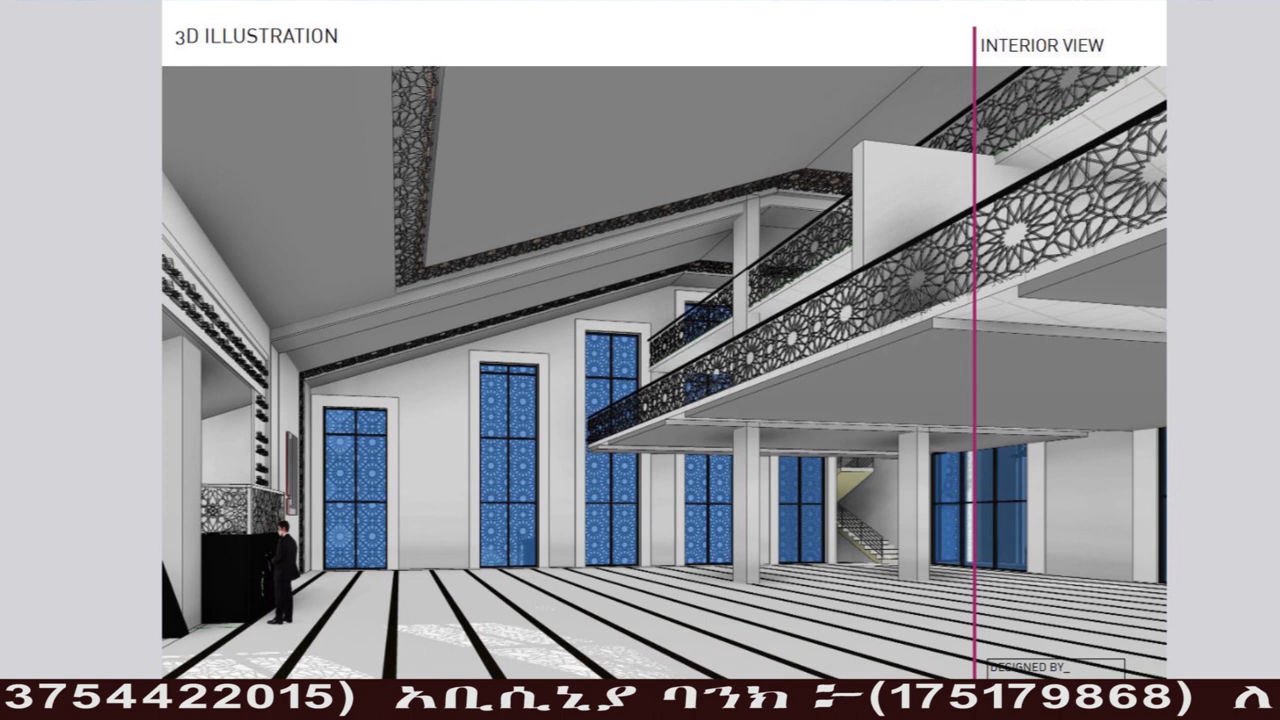 3D ILLUSTRATION
INTERIOR VIEW
DESIGNED BY_
3754422015) አቢሲኒያ ባንክ ፦(175179868) ለ